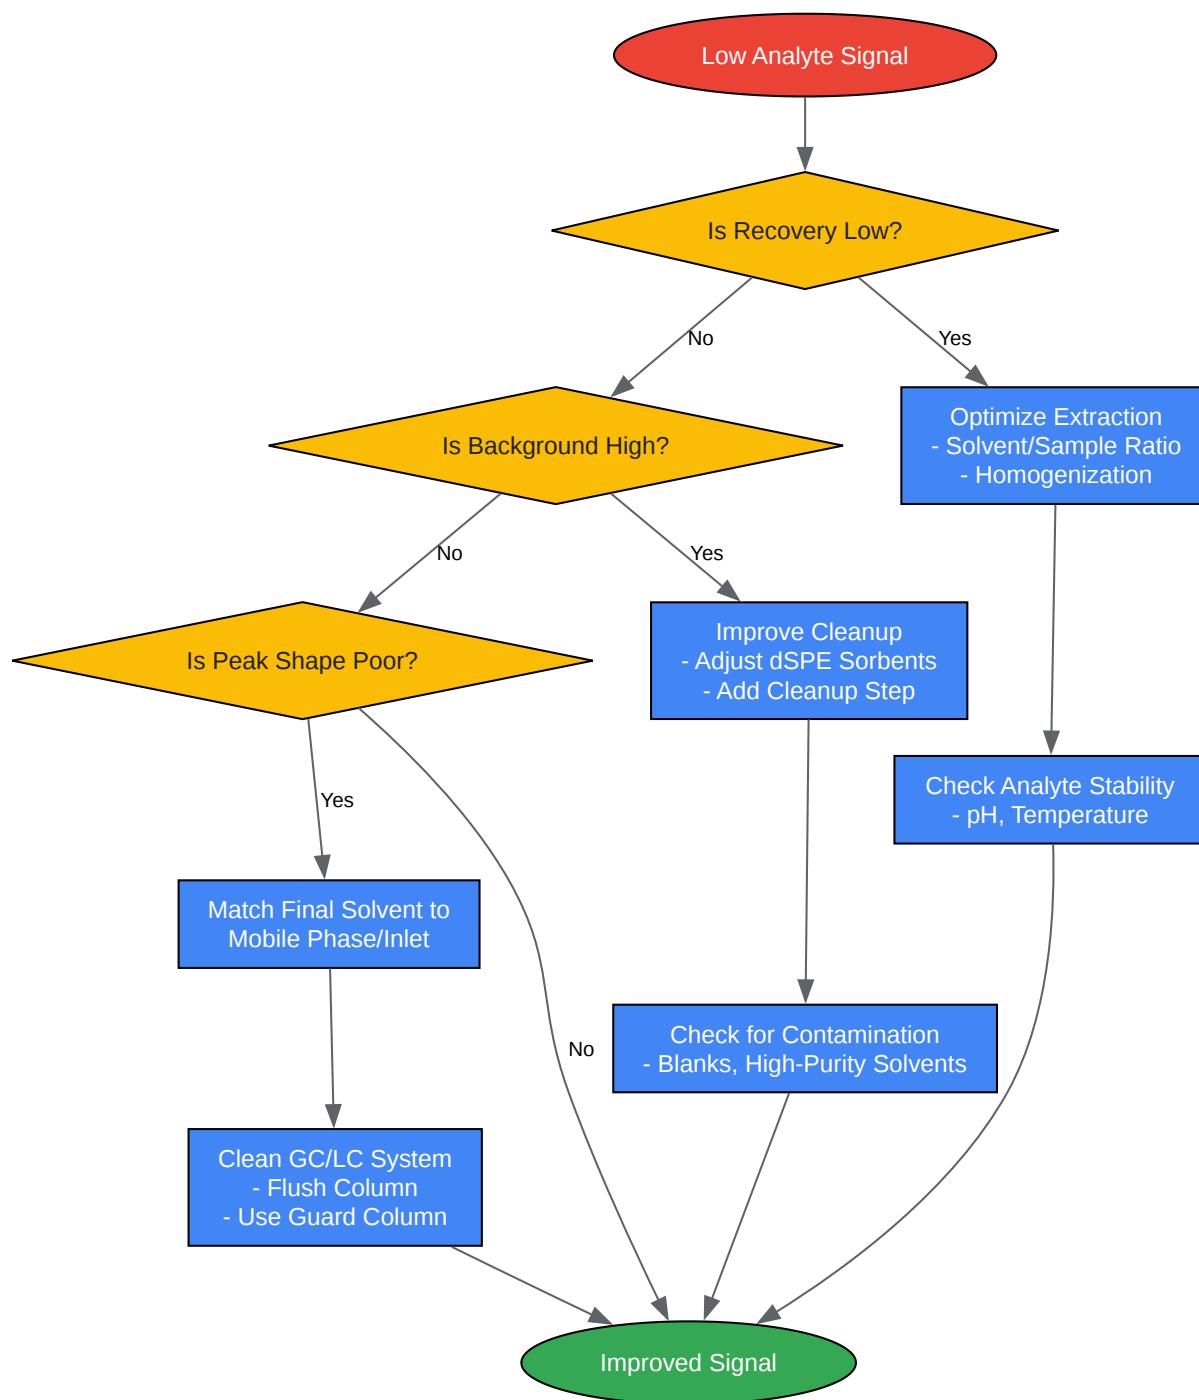 Low Analyte Signal
Is Recovery Low?
No
Yes
Is Background High?
Optimize Extraction
- Solvent/Sample Ratio
- Homogenization
No
Yes
Is Peak Shape Poor?
Improve Cleanup
- Adjust dSPE Sorbents
- Add Cleanup Step
Yes
Check Analyte Stability
- pH, Temperature
Match Final Solvent to
Mobile Phase/Inlet
No
Check for Contamination
- Blanks, High-Purity Solvents
Clean GC/LC System
- Flush Column
- Use Guard Column
Improved Signal